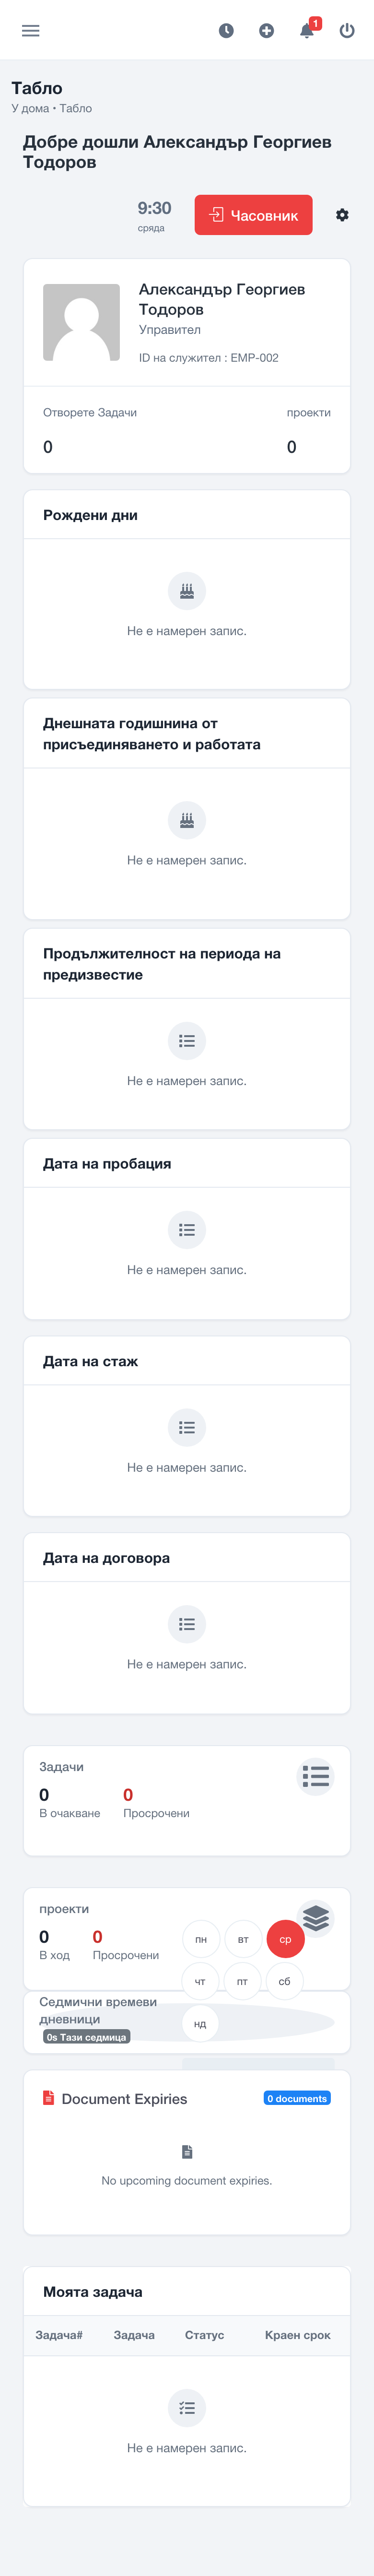 1
Табло
У дома • Табло
Добре дошли Александър Георгиев
Тодоров
9:30
сряда
Часовник
Александър Георгиев
Тодоров
Управител
ID на служител : EMP-002
Отворете Задачи
проекти
0
0
Рождени дни
Не е намерен запис.
Днешната годишнина от
присъединяването и работата
Не е намерен запис.
Продължителност на периода на
предизвестие
Не е намерен запис.
Дата на пробация
Не е намерен запис.
Дата на стаж
Не е намерен запис.
Дата на договора
Не е намерен запис.
Задачи
0
0
В очакване
Просрочени
проекти
0
0
В ход
Просрочени
пн
вт
ср
чт
пт
сб
нд
Седмични времеви
дневници
0s Тази седмица
Document Expiries
0 documents
No upcoming document expiries.
Моята задача
Задача#
Задача
Статус
Краен срок
Не е намерен запис.